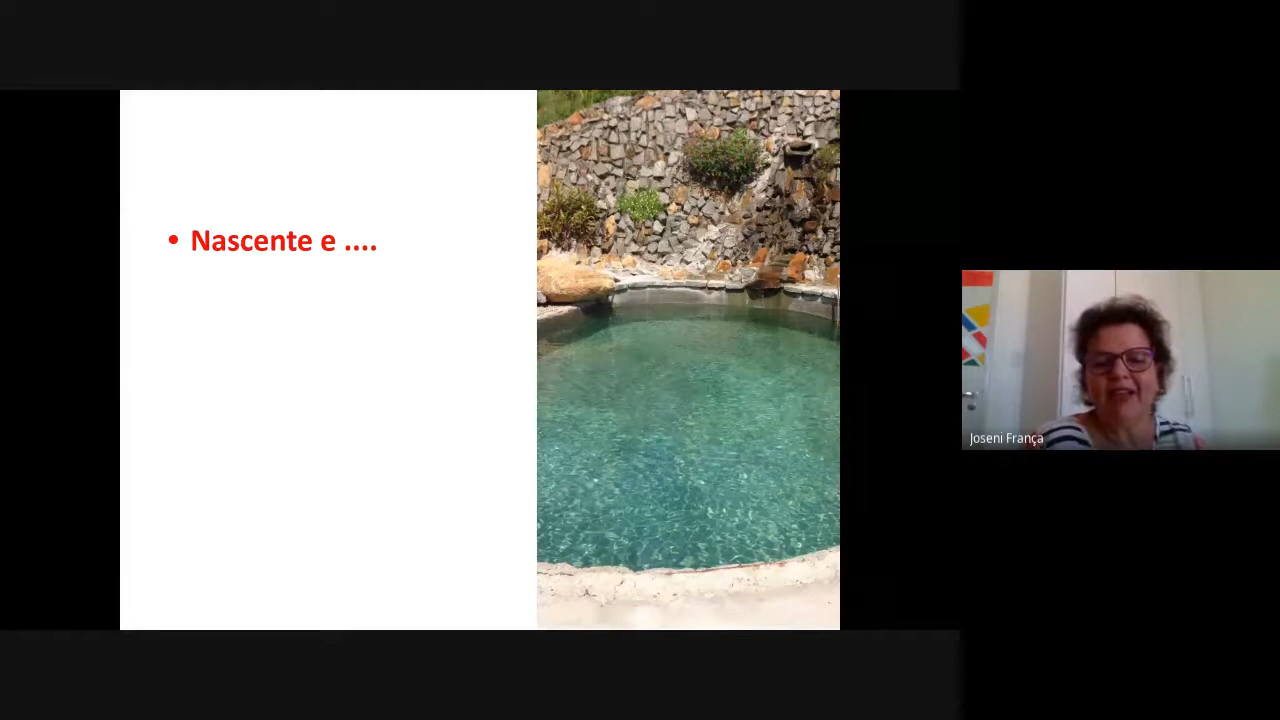 • Nascente e ....
Joseni França